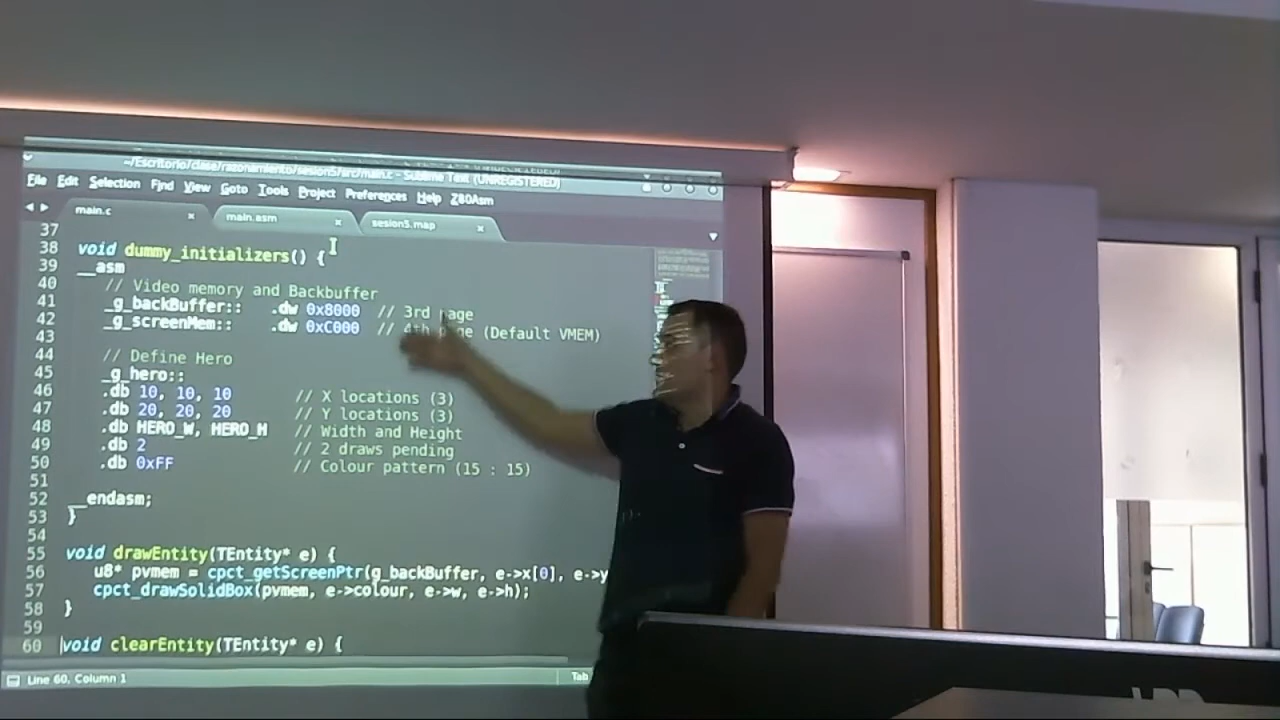 ~/Escritorio/clase/razonamiento/sesion5/src/main.c - Sublime Text (UNREGISTERED)
File Edit Selection Find View Goto Tools Project Preferences Help Z80Asm
main.c × main.asm × sesion5.map ×
37
38 void dummy_initializers() {
39 __asm
40 // Video memory and Backbuffer
41 _g_backBuffer:: .dw 0x8000 // 3rd page
42 _g_screenMem:: .dw 0xC000 // 4th page (Default VMEM)
43
44 // Define Hero
45 _g_hero::
46 .db 10, 10, 10 // X locations (3)
47 .db 20, 20, 20 // Y locations (3)
48 .db HERO_W, HERO_H // Width and Height
49 .db 2 // 2 draws pending
50 .db 0xFF // Colour pattern (15 : 15)
51
52 __endasm;
53 }
54
55 void drawEntity(TEntity* e) {
56 u8* pvmem = cpct_getScreenPtr(g_backBuffer, e->x[0], e->y
57 cpct_drawSolidBox(pvmem, e->colour, e->w, e->h);
58 }
59
60 void clearEntity(TEntity* e) {
Line 60, Column 1 Tab